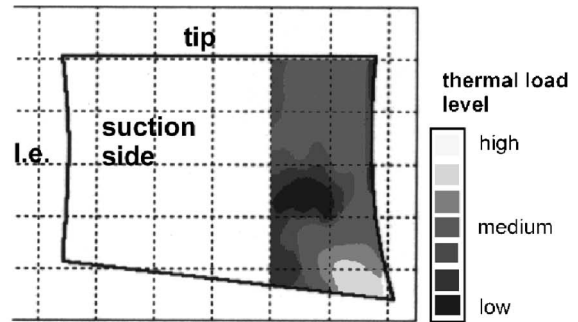 tip
thermal load
level
suction
side
l.e.
high
medium
low